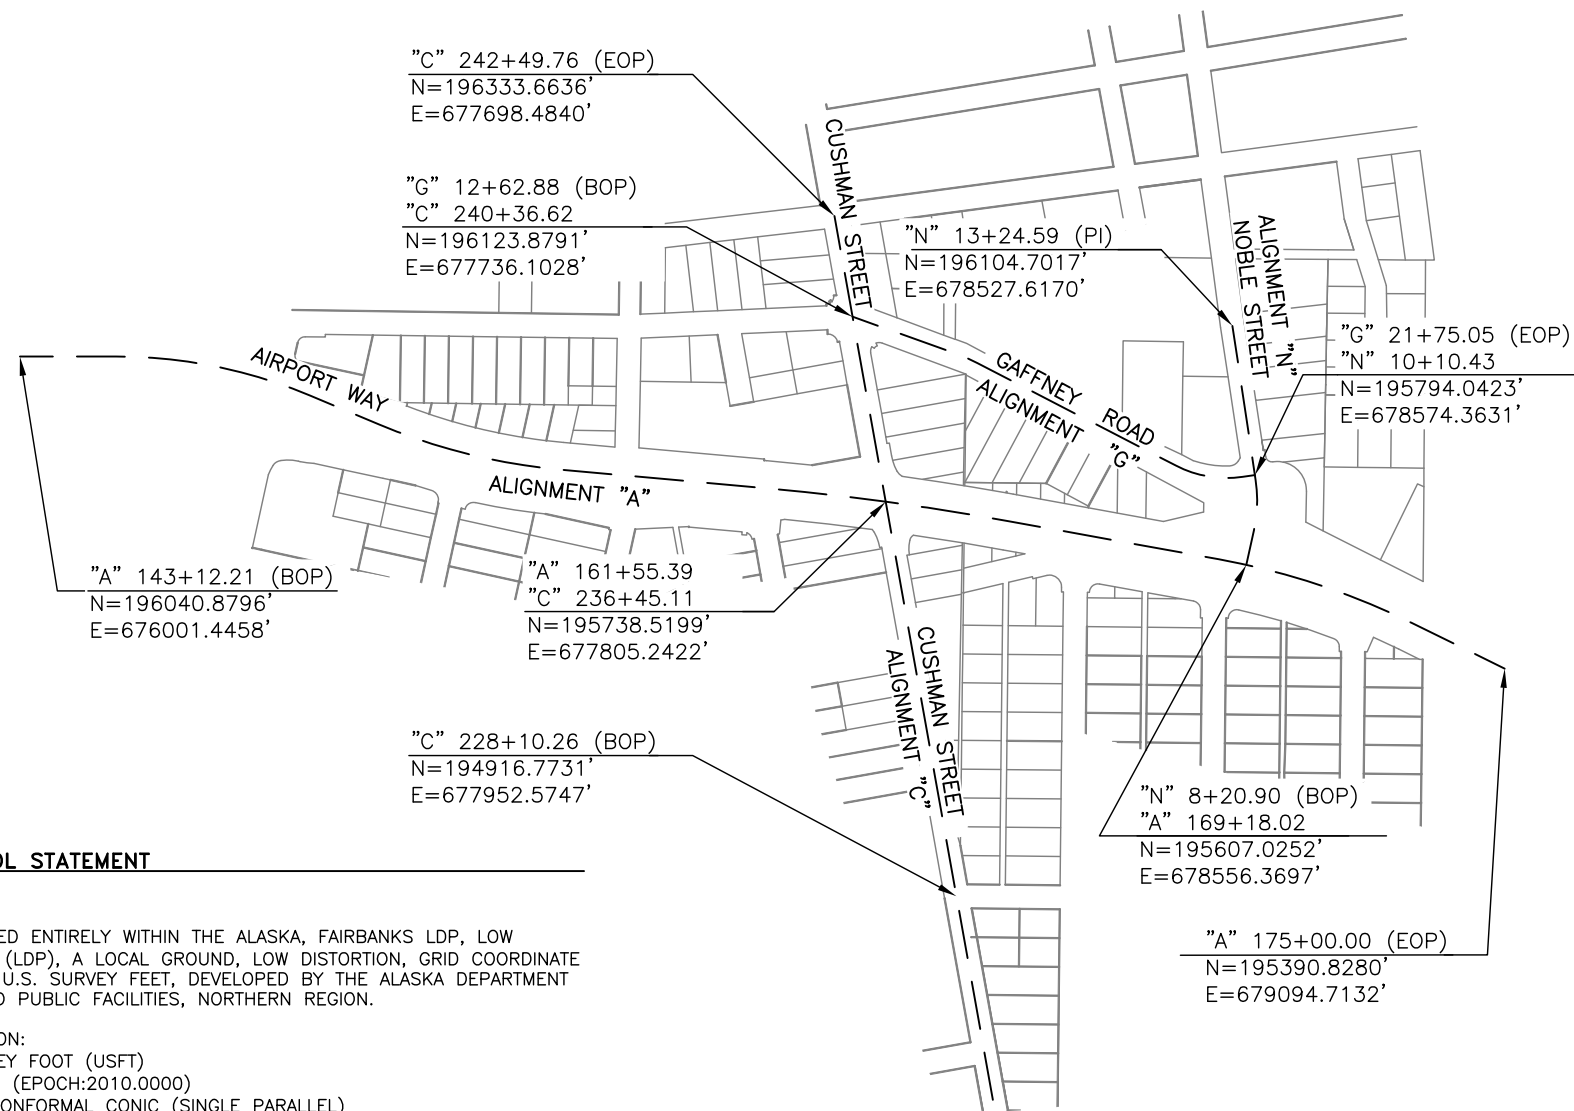 "C" 242+49.76 (EOP)
N=196333.6636'
E=677698.4840'
"G" 12+62.88 (BOP)
"C" 240+36.62
N=196123.8791'
E=677736.1028'
CUSHMAN STREET
"N" 13+24.59 (PI)
N=196104.7017'
E=678527.6170'
ALIGNMENT "N"
NOBLE STREET
"G" 21+75.05 (EOP)
"N" 10+10.43
N=195794.0423'
E=678574.3631'
AIRPORT WAY
GAFFNEY ROAD
ALIGNMENT "G"
ALIGNMENT "A"
"A" 143+12.21 (BOP)
N=196040.8796'
E=676001.4458'
"A" 161+55.39
"C" 236+45.11
N=195738.5199'
E=677805.2422'
CUSHMAN STREET
ALIGNMENT "C"
"C" 228+10.26 (BOP)
N=194916.7731'
E=677952.5747'
"N" 8+20.90 (BOP)
"A" 169+18.02
N=195607.0252'
E=678556.3697'
"A" 175+00.00 (EOP)
N=195390.8280'
E=679094.7132'
OL STATEMENT
ED ENTIRELY WITHIN THE ALASKA, FAIRBANKS LDP, LOW
(LDP), A LOCAL GROUND, LOW DISTORTION, GRID COORDINATE
U.S. SURVEY FEET, DEVELOPED BY THE ALASKA DEPARTMENT
D PUBLIC FACILITIES, NORTHERN REGION.
ON:
EY FOOT (USFT)
(EPOCH:2010.0000)
ONFORMAL CONIC (SINGLE PARALLEL)